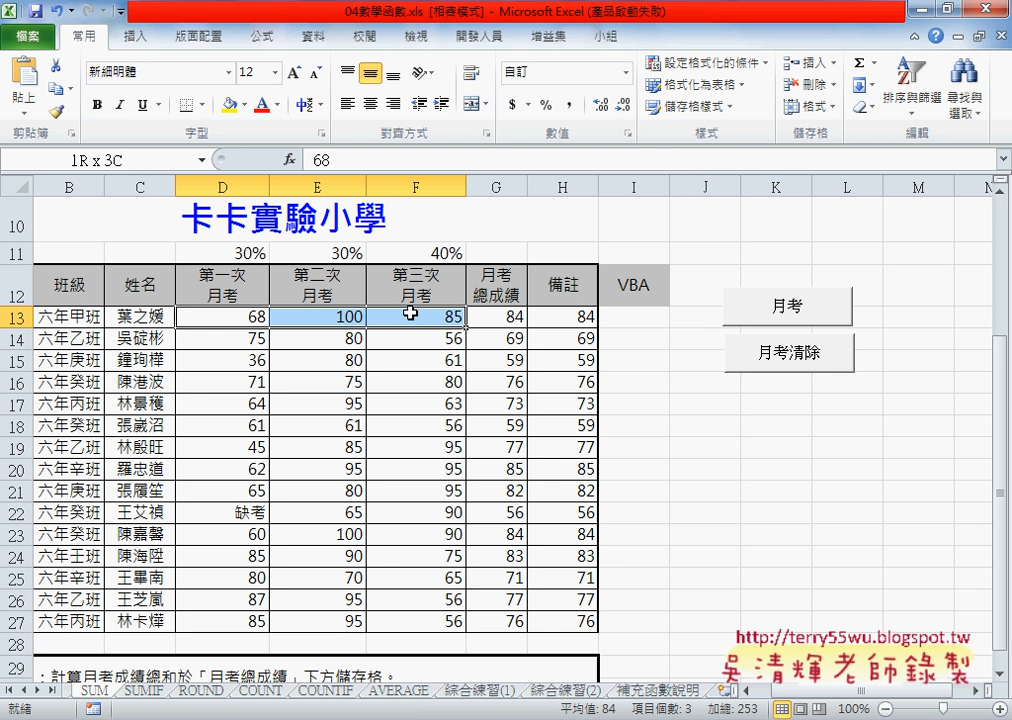 04數學函數.xls [相容模式] - Microsoft Excel (產品啟動失敗)
檔案 常用 插入 版面配置 公式 資料 校閱 檢視 開發人員 增益集 小組
貼上 新細明體 12 自訂 設定格式化的條件 插入 Σ
B I U 中 $ % , 格式化為表格 刪除 排序與篩選 尋找與選取
儲存格樣式 格式
剪貼簿 字型 對齊方式 數值 樣式 儲存格 編輯
1R x 3C fx 68
B C D E F G H I J K L M N
10 卡卡實驗小學
11 30% 30% 40%
12 班級 姓名 第一次月考 第二次月考 第三次月考 月考總成績 備註 VBA
月考
13 六年甲班 葉之媛 68 100 85 84 84
14 六年乙班 吳碇彬 75 80 56 69 69
月考清除
15 六年庚班 鐘珣樺 36 80 61 59 59
16 六年癸班 陳港波 71 75 80 76 76
17 六年丙班 林景穫 64 95 63 73 73
18 六年癸班 張崴沼 61 61 56 59 59
19 六年乙班 林殷旺 45 85 95 77 77
20 六年辛班 羅忠道 62 95 95 85 85
21 六年庚班 張履笙 65 80 95 82 82
22 六年癸班 王艾禎 缺考 65 90 56 56
23 六年癸班 陳嘉馨 60 100 90 84 84
24 六年壬班 陳海陞 85 90 75 83 83
25 六年辛班 王畢南 80 70 65 71 71
26 六年乙班 王芝嵐 87 95 56 77 77
27 六年丙班 林卡燁 85 95 56 76 76
28
29 : 計算月考成績總和於「月考總成績」下方儲存格。
http://terry55wu.blogspot.tw
吳清輝老師錄製
SUM SUMIF ROUND COUNT COUNTIF AVERAGE 綜合練習(1) 綜合練習(2) 補充函數說明
就緒 平均值: 84 項目個數: 3 加總: 253 100%